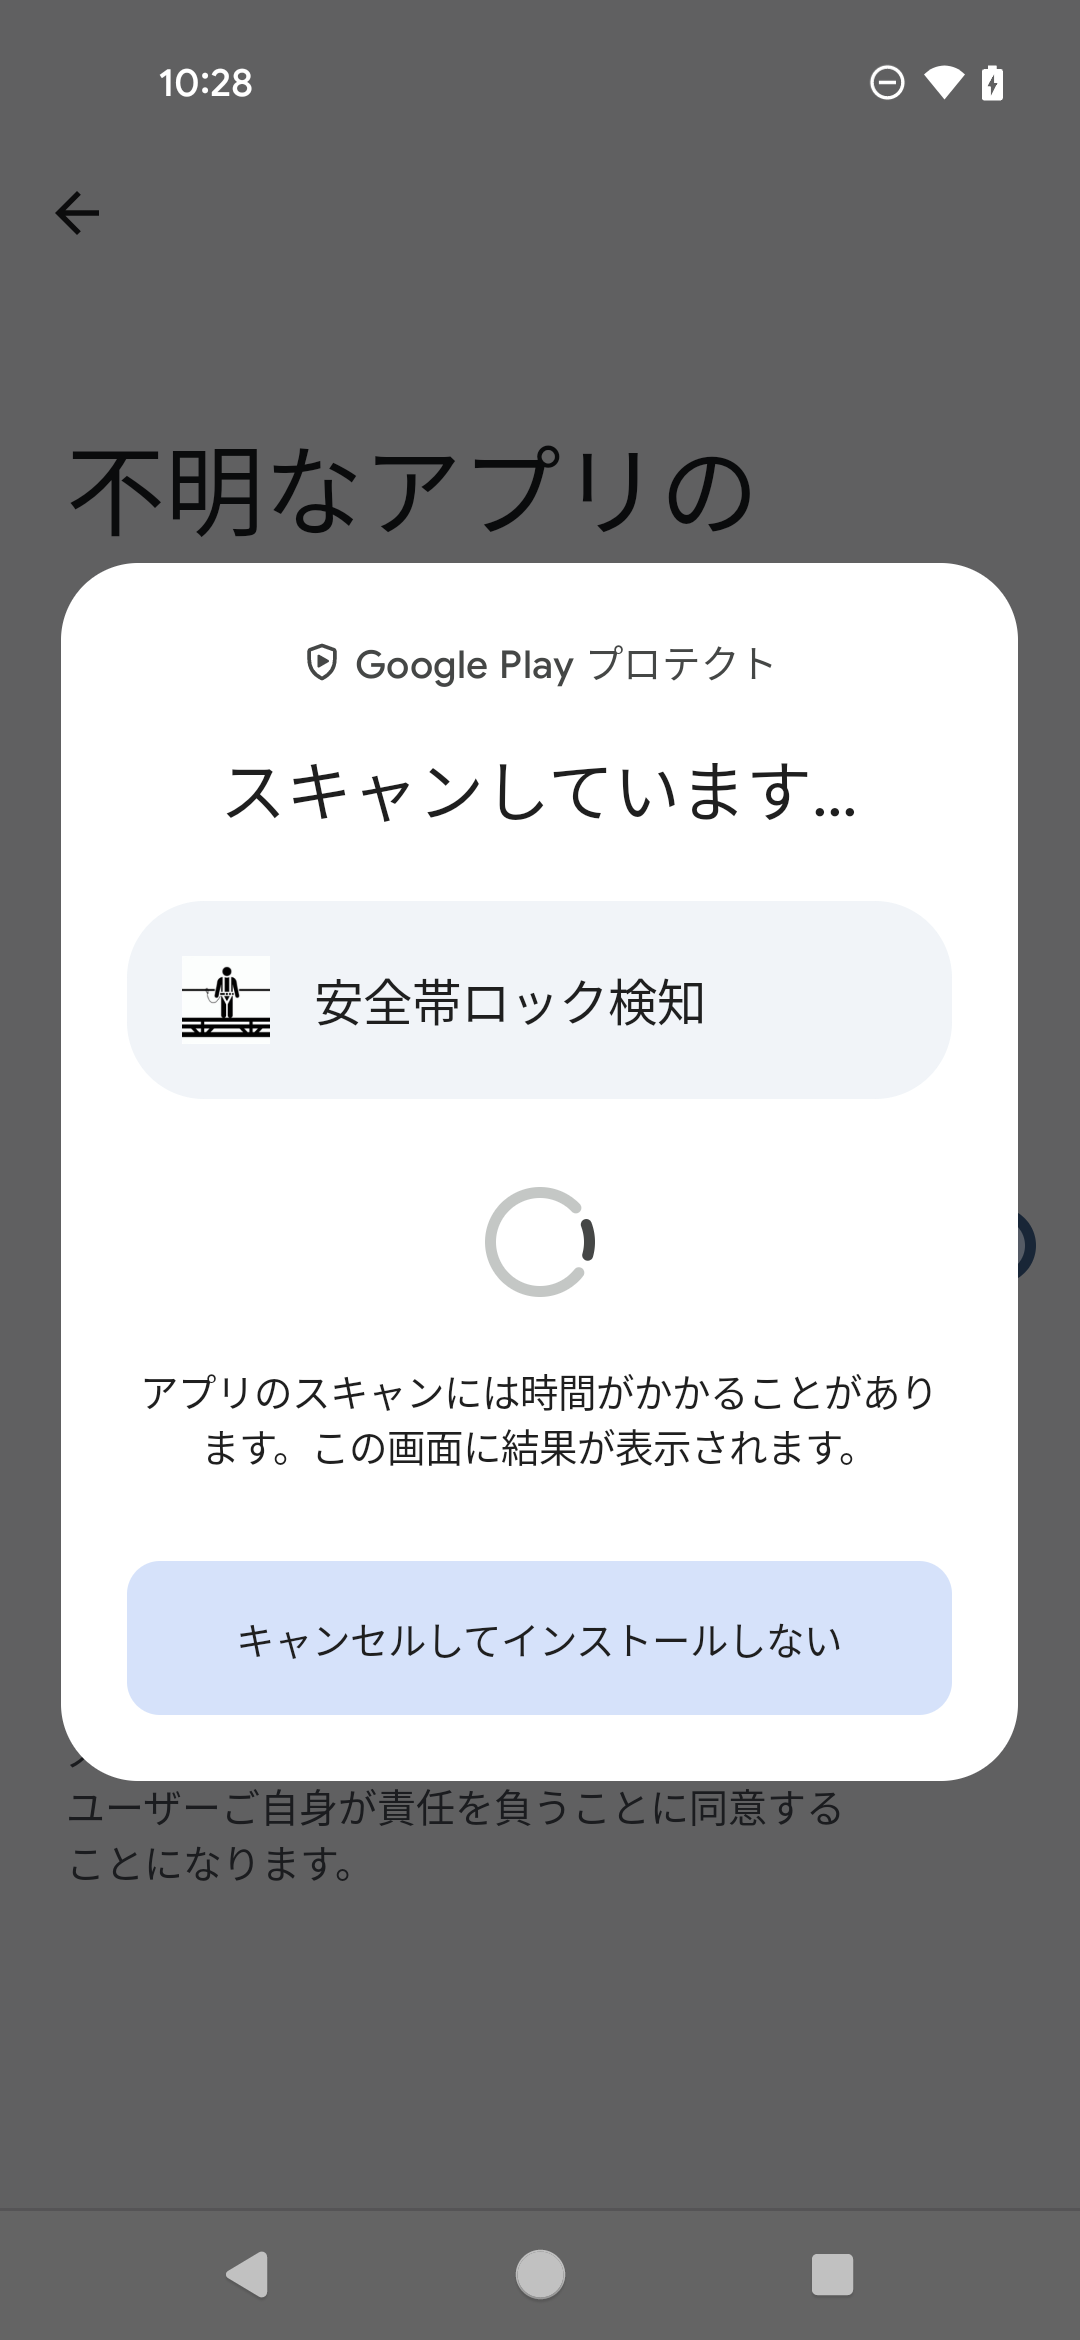 10:28
不明なアプリの
Google Play プロテクト
スキャンしています...
安全帯ロック検知
アプリのスキャンには時間がかかることがあり
ます。この画面に結果が表示されます。
キャンセルしてインストールしない
ユーザーご自身が責任を負うことに同意する
ことになります。